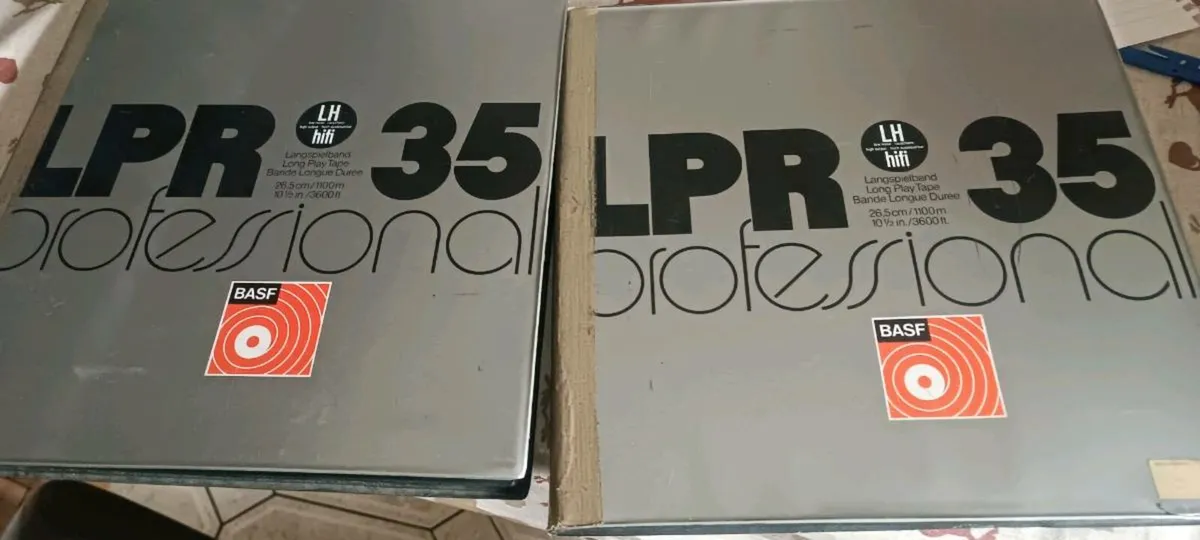 LPR 35
LH
hifi
Langspielband
Long Play Tape
Bande Longue Durée
26,5 cm / 1100 m
10 ½ in. / 3600 ft.
professional
BASF
LPR 35
LH
hifi
Langspielband
Long Play Tape
Bande Longue Durée
26,5 cm / 1100 m
10 ½ in. / 3600 ft.
professional
BASF